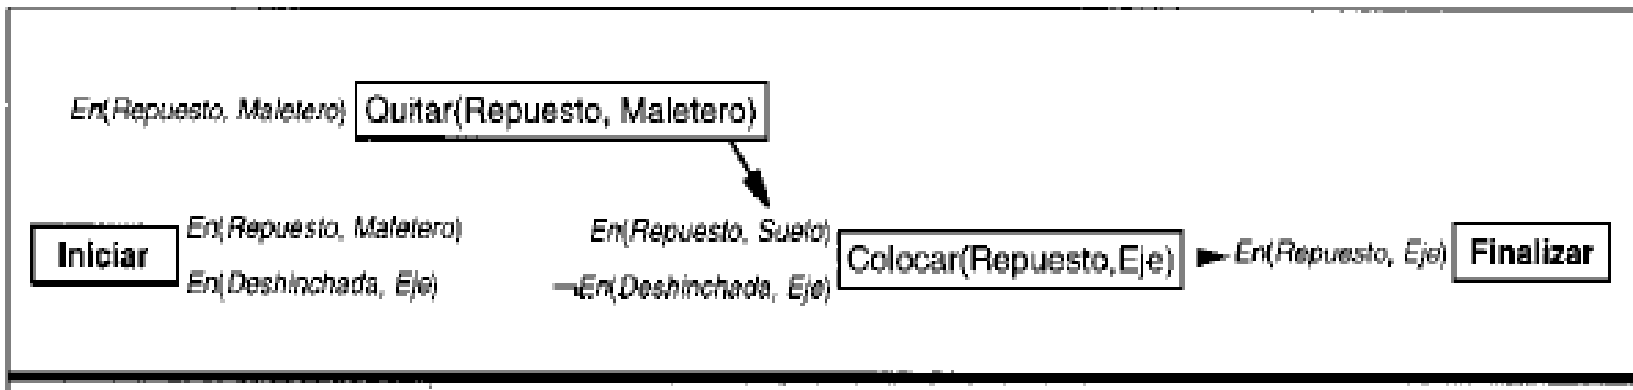 En(Repuesto, Maletero) Quitar(Repuesto, Maletero)
En(Repuesto, Maletero) En(Repuesto, Suelo)
Iniciar Colocar(Repuesto,Eje) En(Repuesto, Eje) Finalizar
En(Deshinchada, Eje) ¬En(Deshinchada, Eje)